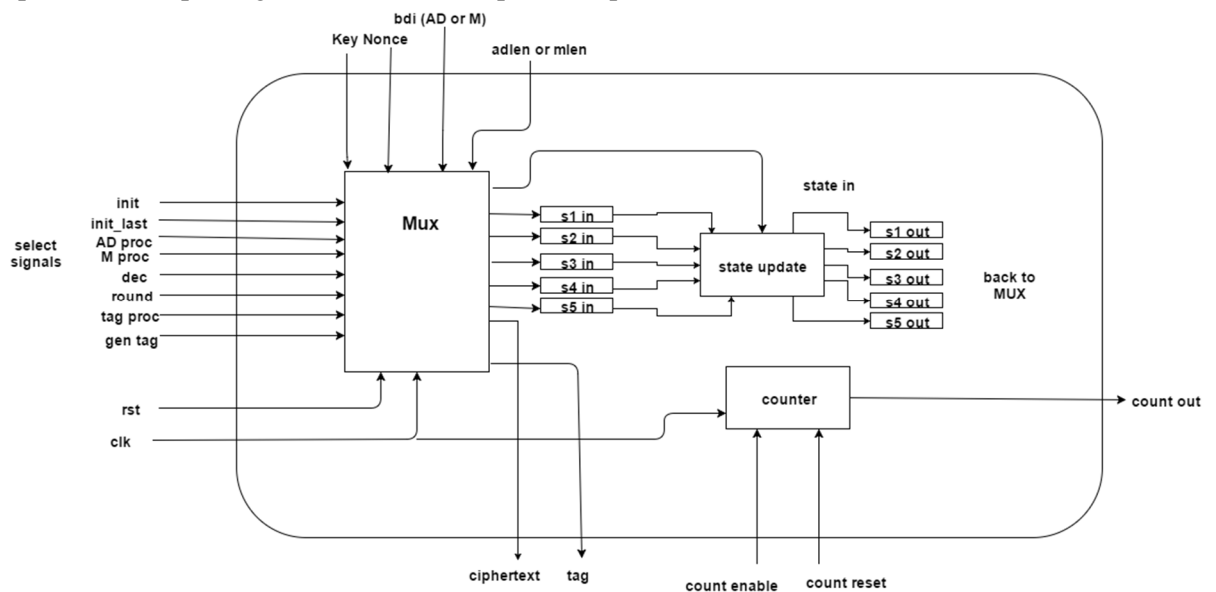 bdi (AD or M)
Key Nonce
adlen or mlen
state in
init
init_last
AD proc
M proc
dec
round
tag proc
gen tag
select
signals
Mux
s1 in
s2 in
s3 in
s4 in
s5 in
state update
s1 out
s2 out
s3 out
s4 out
s5 out
back to
MUX
rst
clk
counter
count out
ciphertext
tag
count enable
count reset